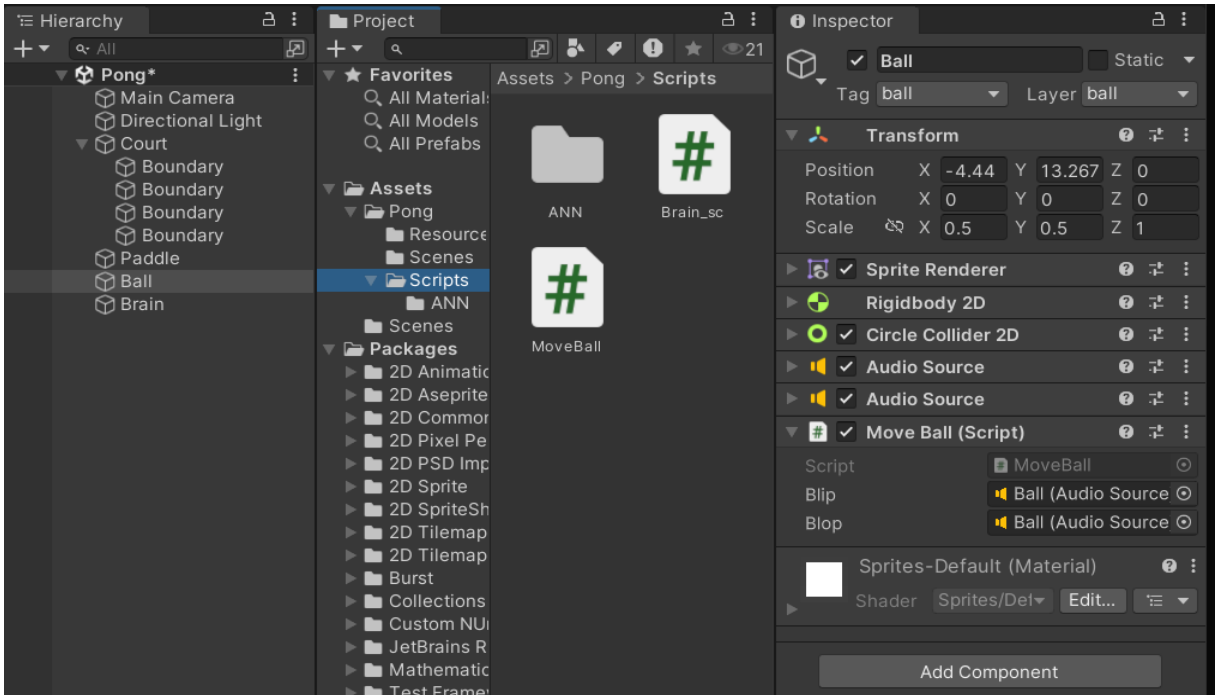 Hierarchy
All
Pong*
Main Camera
Directional Light
Court
Boundary
Boundary
Boundary
Boundary
Paddle
Ball
Brain
Project
21
Favorites
All Material
All Models
All Prefabs
Assets
Pong
Resource
Scenes
Scripts
ANN
Scenes
Packages
2D Animatic
2D Aseprite
2D Common
2D Pixel Pe
2D PSD Imp
2D Sprite
2D SpriteSh
2D Tilemap
2D Tilemap
Burst
Collections
Custom NUn
JetBrains R
Mathematic
Test Frame
Assets > Pong > Scripts
ANN
Brain_sc
MoveBall
Inspector
Ball Static
Tag ball Layer ball
Transform
Position X -4.44 Y 13.267 Z 0
Rotation X 0 Y 0 Z 0
Scale X 0.5 Y 0.5 Z 1
Sprite Renderer
Rigidbody 2D
Circle Collider 2D
Audio Source
Audio Source
# Move Ball (Script)
Script MoveBall
Blip Ball (Audio Source
Blop Ball (Audio Source
Sprites-Default (Material)
Shader Sprites/Def Edit...
Add Component